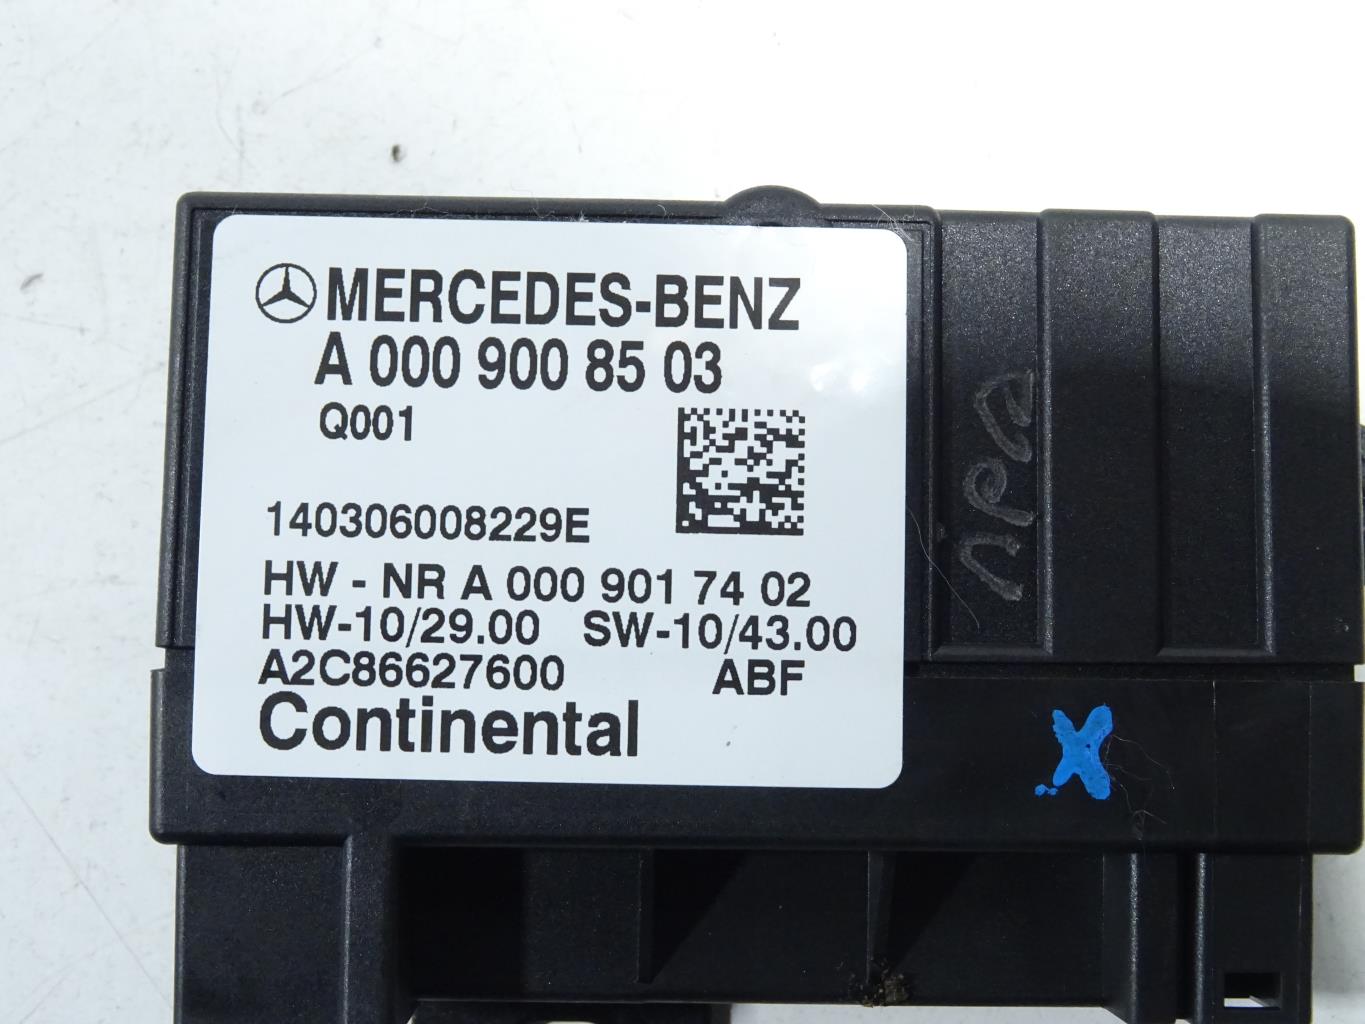 MERCEDES-BENZ
A 000 900 85 03
Q001
140306008229E
HW - NR A 000 901 74 02
HW-10/29.00 SW-10/43.00
A2C86627600 ABF
Continental
X